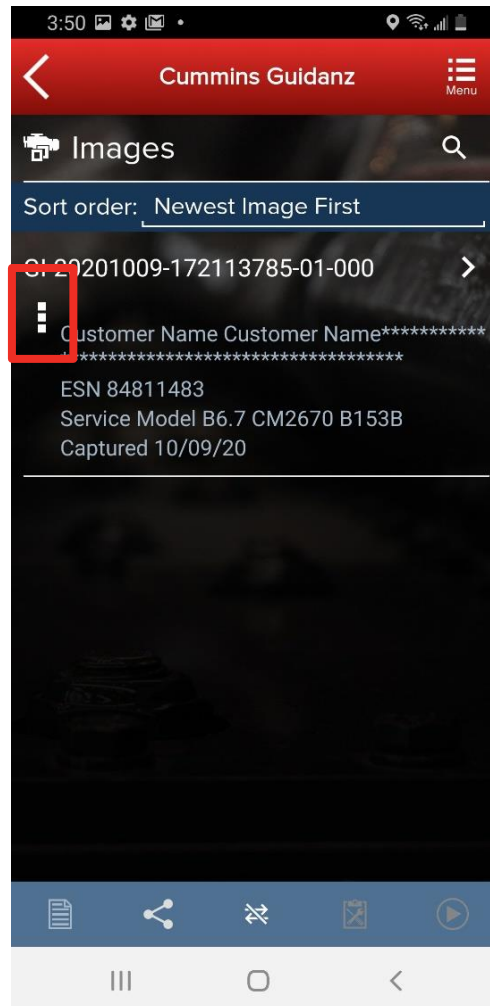 3:50
Cummins Guidanz
Menu
Images
Sort order: Newest Image First
20201009-172113785-01-000
Customer Name Customer Name***********
***********************************
ESN 84811483
Service Model B6.7 CM2670 B153B
Captured 10/09/20